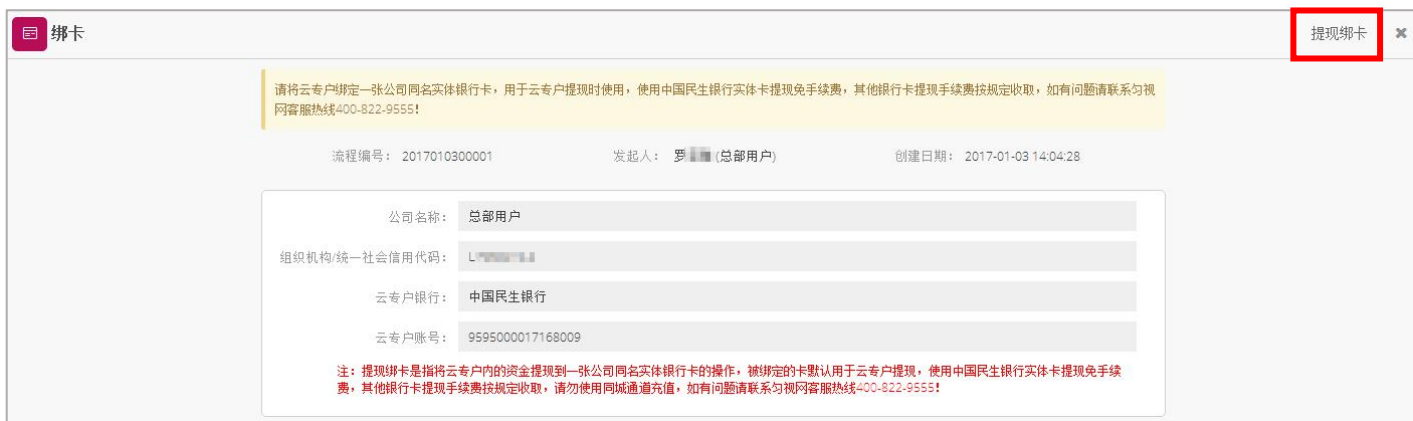 绑卡
提现绑卡
请将云专户绑定一张公司同名实体银行卡，用于云专户提现时使用，使用中国民生银行实体卡提现免手续费，其他银行卡提现手续费按规定收取，如有问题请联系匀视
网客服热线400-822-9555！
流程编号： 2017010300001 发起人： 罗 (总部用户) 创建日期： 2017-01-03 14:04:28
公司名称： 总部用户
组织机构/统一社会信用代码： L
云专户银行： 中国民生银行
云专户账号： 9595000017168009
注：提现绑卡是指将云专户内的资金提现到一张公司同名实体银行卡的操作，被绑定的卡默认用于云专户提现，使用中国民生银行实体卡提现免手续
费，其他银行卡提现手续费按规定收取，请勿使用同城通道充值，如有问题请联系匀视网客服热线400-822-9555！